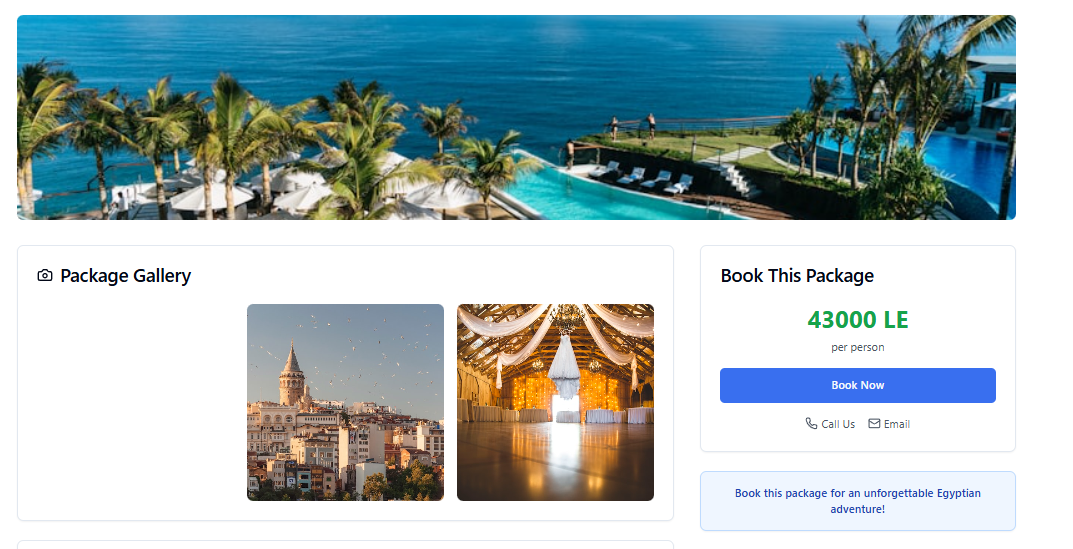 Package Gallery
Book This Package
43000 LE
per person
Book Now
Call Us Email
Book this package for an unforgettable Egyptian
adventure!